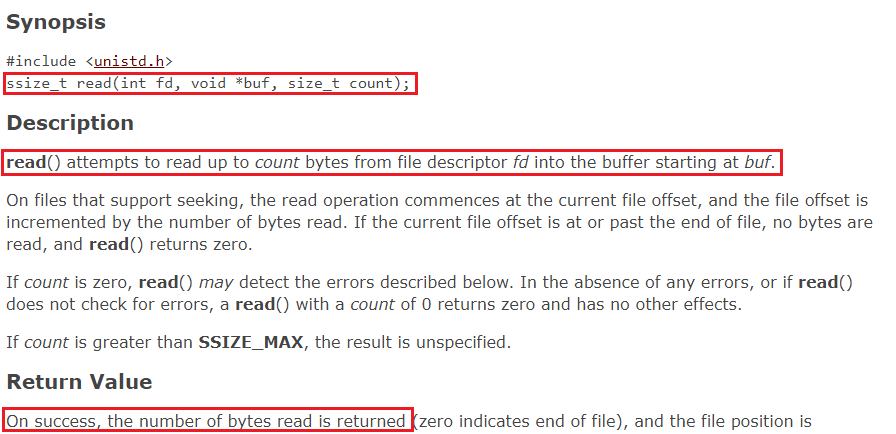 Synopsis
#include <unistd.h>
ssize_t read(int fd, void *buf, size_t count);
Description
read() attempts to read up to count bytes from file descriptor fd into the buffer starting at buf.
On files that support seeking, the read operation commences at the current file offset, and the file offset is
incremented by the number of bytes read. If the current file offset is at or past the end of file, no bytes are
read, and read() returns zero.
If count is zero, read() may detect the errors described below. In the absence of any errors, or if read()
does not check for errors, a read() with a count of 0 returns zero and has no other effects.
If count is greater than SSIZE_MAX, the result is unspecified.
Return Value
On success, the number of bytes read is returned (zero indicates end of file), and the file position is